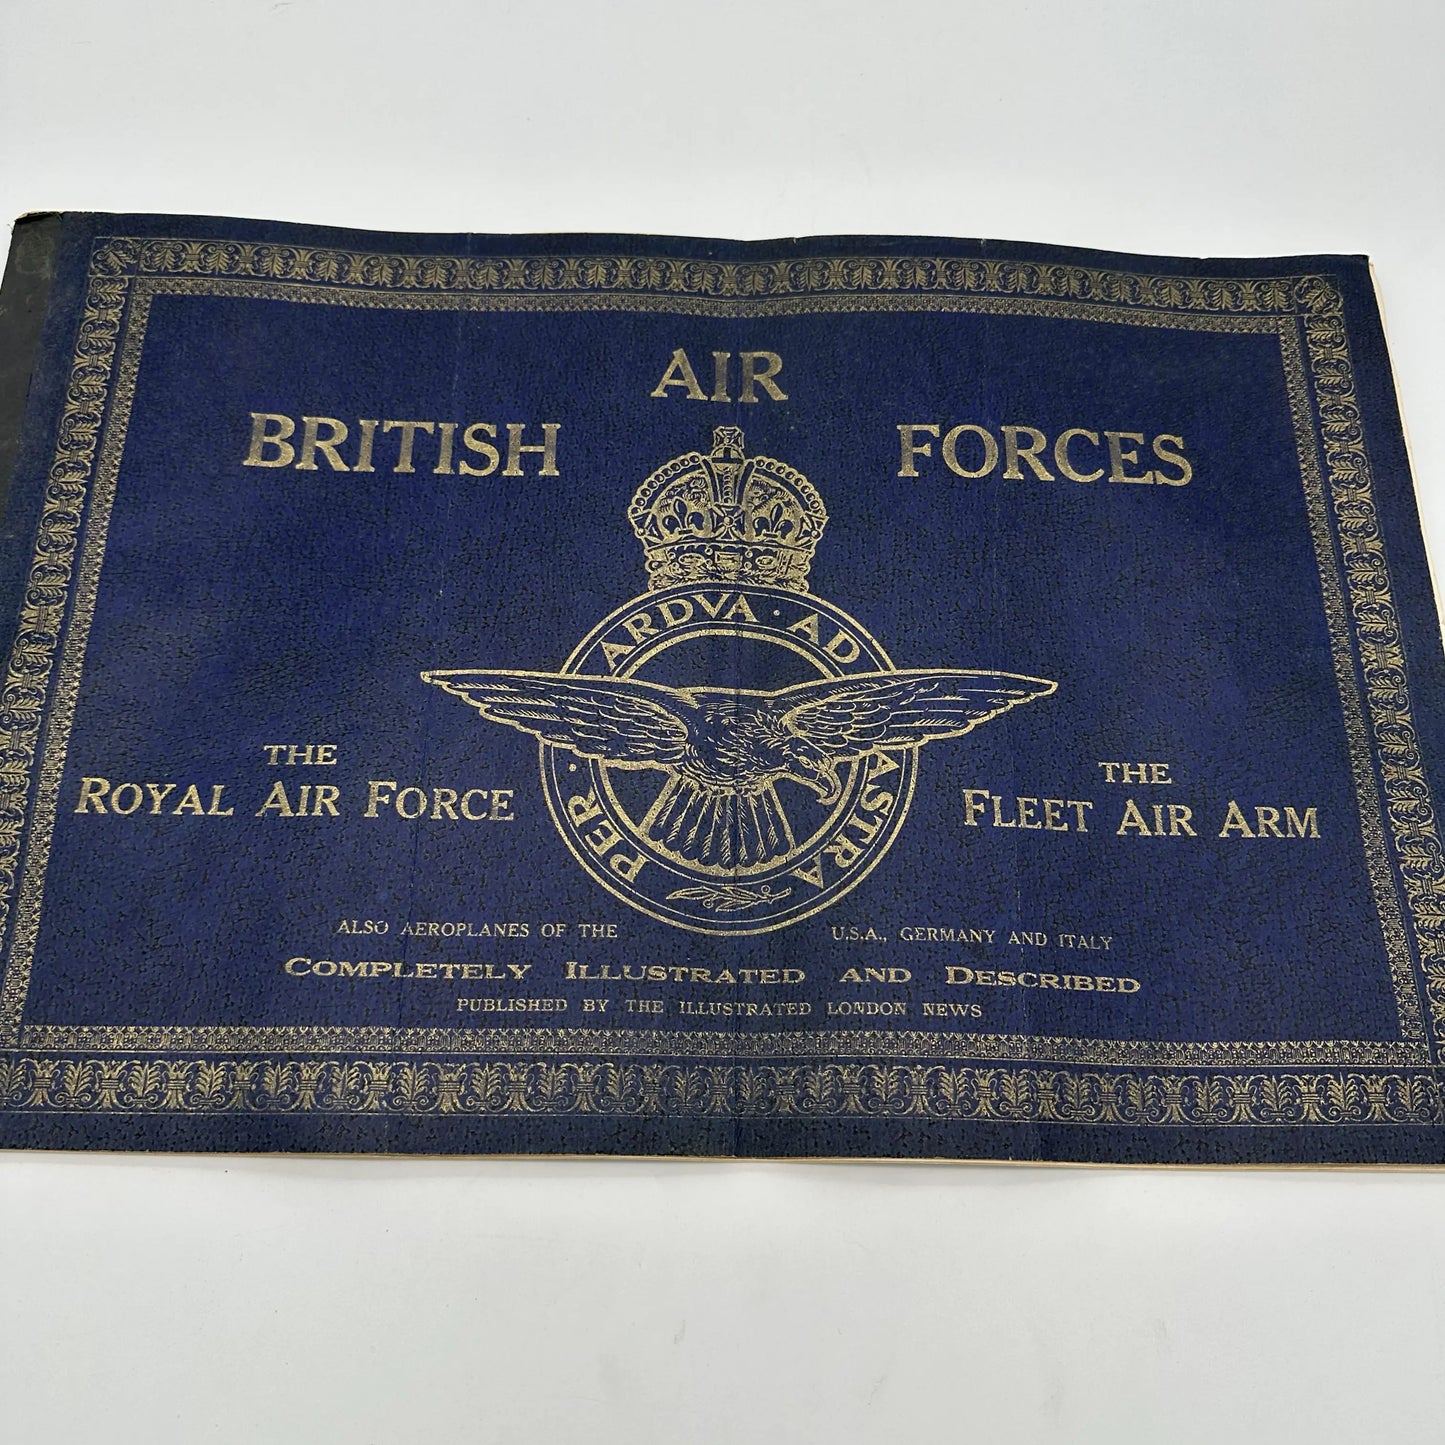 AIR
BRITISH FORCES
ARDVA · AD
PER · ASTRA
THE
ROYAL AIR FORCE
THE
FLEET AIR ARM
ALSO AEROPLANES OF THE U.S.A., GERMANY AND ITALY
COMPLETELY ILLUSTRATED AND DESCRIBED
PUBLISHED BY THE ILLUSTRATED LONDON NEWS